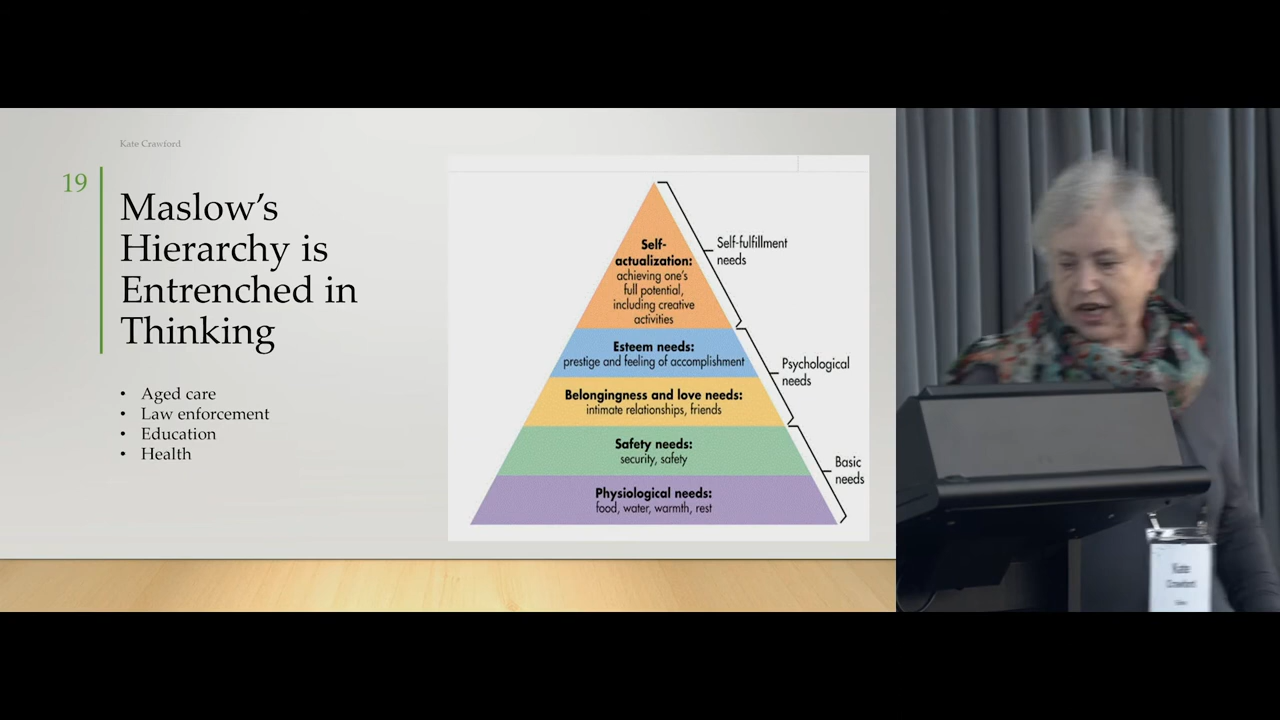 Kate Crawford
19
Maslow's
Hierarchy is
Entrenched in
Thinking
• Aged care
• Law enforcement
• Education
• Health
Self-
actualization:
achieving one's
full potential,
including creative
activities
Esteem needs:
prestige and feeling of accomplishment
Belongingness and love needs:
intimate relationships, friends
Safety needs:
security, safety
Physiological needs:
food, water, warmth, rest
Self-fulfillment
needs
Psychological
needs
Basic
needs
Kate
Crawford